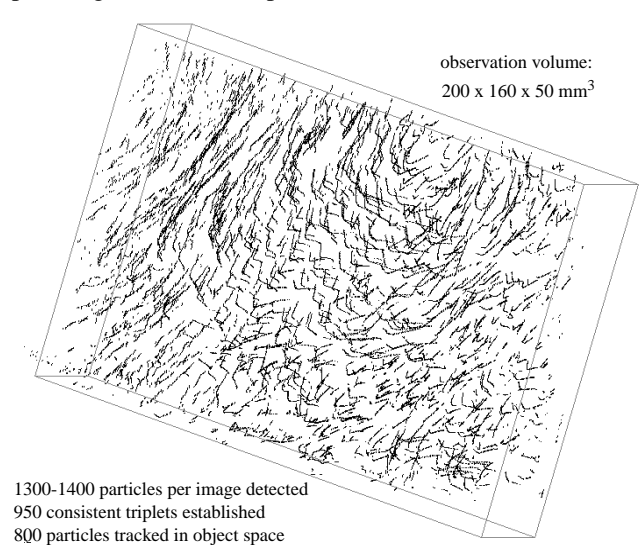 observation volume:
200 x 160 x 50 mm3
1300-1400 particles per image detected
950 consistent triplets established
800 particles tracked in object space